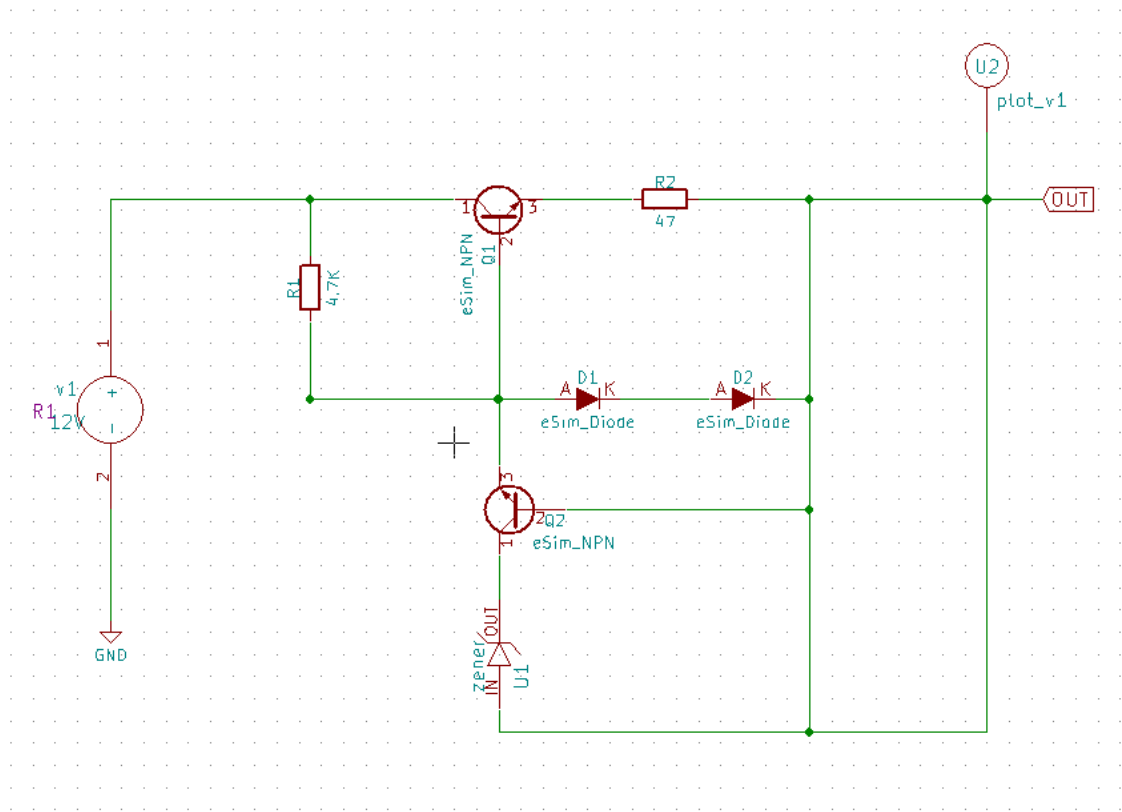 U2
plot_v1
R2
1
3
OUT
47
2
Q1
eSim_NPN
R1
4.7K
1
D1
D2
v1
+
A
K
A
K
R1
12V
eSim_Diode
eSim_Diode
2
3
2
Q2
1
eSim_NPN
OUT
GND
zener
IN
U1